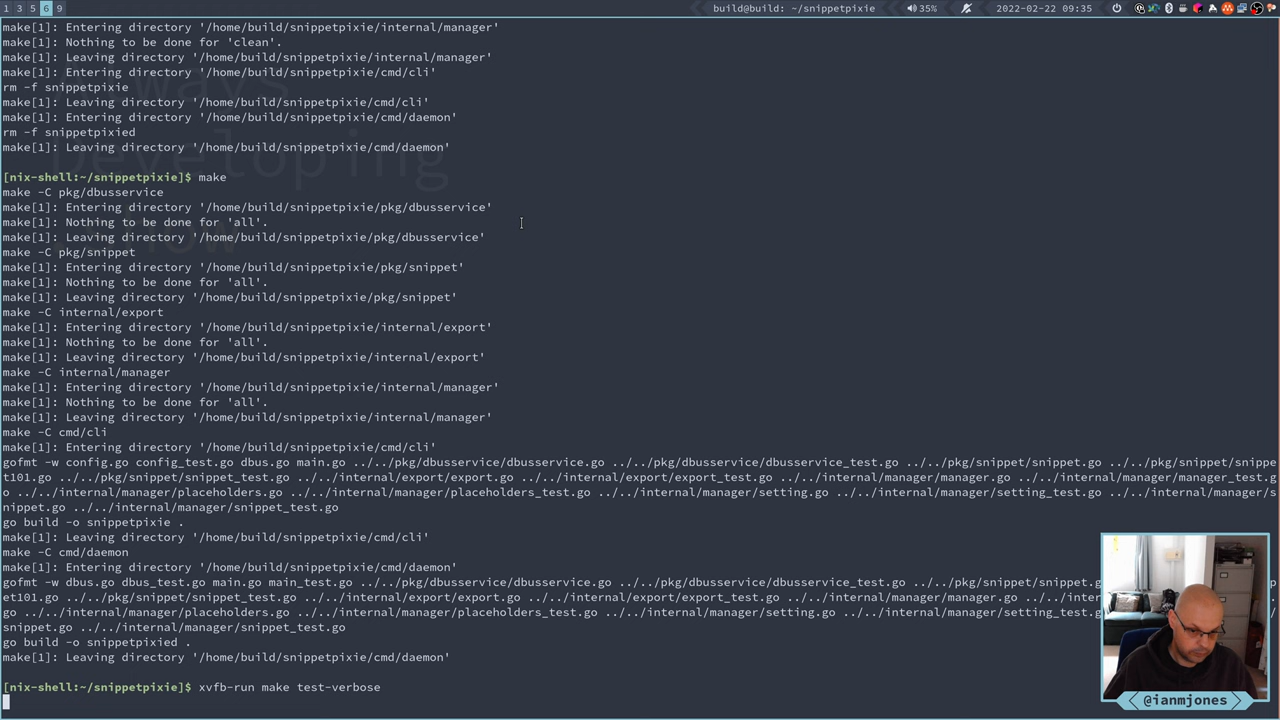 1 3 5 6 9 build@build: ~/snippetpixie 35% 2022-02-22 09:35
make[1]: Entering directory '/home/build/snippetpixie/internal/manager'
make[1]: Nothing to be done for 'clean'.
make[1]: Leaving directory '/home/build/snippetpixie/internal/manager'
make[1]: Entering directory '/home/build/snippetpixie/cmd/cli'
rm -f snippetpixie
make[1]: Leaving directory '/home/build/snippetpixie/cmd/cli'
make[1]: Entering directory '/home/build/snippetpixie/cmd/daemon'
rm -f snippetpixied
make[1]: Leaving directory '/home/build/snippetpixie/cmd/daemon'
Always
Developing
[nix-shell:~/snippetpixie]$ make
make -C pkg/dbusservice
make[1]: Entering directory '/home/build/snippetpixie/pkg/dbusservice'
make[1]: Nothing to be done for 'all'.
make[1]: Leaving directory '/home/build/snippetpixie/pkg/dbusservice'
make -C pkg/snippet
make[1]: Entering directory '/home/build/snippetpixie/pkg/snippet'
make[1]: Nothing to be done for 'all'.
make[1]: Leaving directory '/home/build/snippetpixie/pkg/snippet'
make -C internal/export
make[1]: Entering directory '/home/build/snippetpixie/internal/export'
make[1]: Nothing to be done for 'all'.
make[1]: Leaving directory '/home/build/snippetpixie/internal/export'
make -C internal/manager
make[1]: Entering directory '/home/build/snippetpixie/internal/manager'
make[1]: Nothing to be done for 'all'.
make[1]: Leaving directory '/home/build/snippetpixie/internal/manager'
make -C cmd/cli
make[1]: Entering directory '/home/build/snippetpixie/cmd/cli'
gofmt -w config.go config_test.go dbus.go main.go ../../pkg/dbusservice/dbusservice.go ../../pkg/dbusservice/dbusservice_test.go ../../pkg/snippet/snippet.go ../../pkg/snippet/snippe
t101.go ../../pkg/snippet/snippet_test.go ../../internal/export/export.go ../../internal/export/export_test.go ../../internal/manager/manager.go ../../internal/manager/manager_test.g
o ../../internal/manager/placeholders.go ../../internal/manager/placeholders_test.go ../../internal/manager/setting.go ../../internal/manager/setting_test.go ../../internal/manager/s
nippet.go ../../internal/manager/snippet_test.go
go build -o snippetpixie .
make[1]: Leaving directory '/home/build/snippetpixie/cmd/cli'
make -C cmd/daemon
make[1]: Entering directory '/home/build/snippetpixie/cmd/daemon'
gofmt -w dbus.go dbus_test.go main.go main_test.go ../../pkg/dbusservice/dbusservice.go ../../pkg/dbusservice/dbusservice_test.go ../../pkg/snippet/snippet.g
et101.go ../../pkg/snippet/snippet_test.go ../../internal/export/export.go ../../internal/export/export_test.go ../../internal/manager/manager.go ../../inter
go ../../internal/manager/placeholders.go ../../internal/manager/placeholders_test.go ../../internal/manager/setting.go ../../internal/manager/setting_test.g
snippet.go ../../internal/manager/snippet_test.go
go build -o snippetpixied .
make[1]: Leaving directory '/home/build/snippetpixie/cmd/daemon'
[nix-shell:~/snippetpixie]$ xvfb-run make test-verbose
@ianmjones